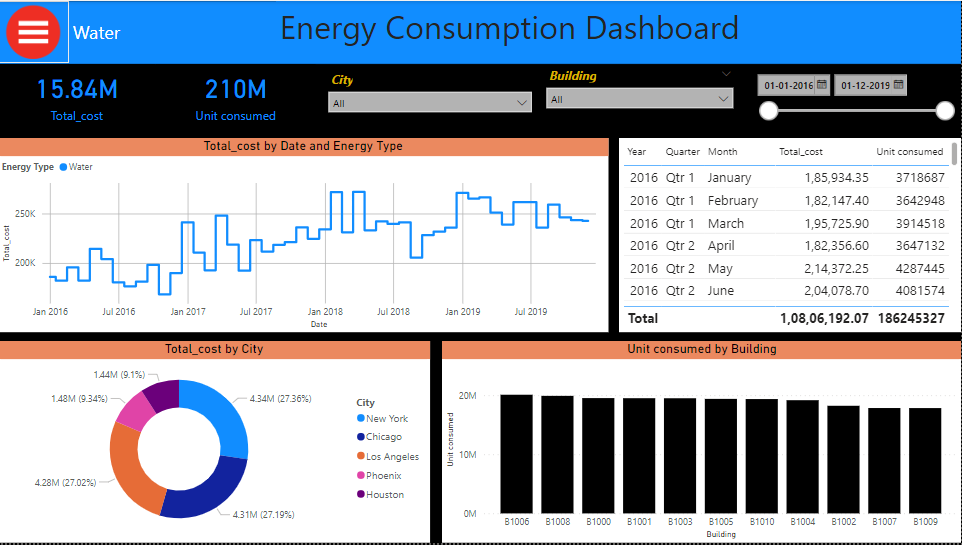 Water
Energy Consumption Dashboard
15.84M
Total_cost
210M
Unit consumed
City
All
Building
All
01-01-2016
01-12-2019
Total_cost by Date and Energy Type
Energy Type Water
Total_cost
250K
200K
Jan 2016 Jul 2016 Jan 2017 Jul 2017 Jan 2018 Jul 2018 Jan 2019 Jul 2019
Date
Year Quarter Month Total_cost Unit consumed
2016 Qtr 1 January 1,85,934.35 3718687
2016 Qtr 1 February 1,82,147.40 3642948
2016 Qtr 1 March 1,95,725.90 3914518
2016 Qtr 2 April 1,82,356.60 3647132
2016 Qtr 2 May 2,14,372.25 4287445
2016 Qtr 2 June 2,04,078.70 4081574
Total 1,08,06,192.07 186245327
Total_cost by City
1.44M (9.1%)
1.48M (9.34%)
4.34M (27.36%)
4.28M (27.02%)
4.31M (27.19%)
City
New York
Chicago
Los Angeles
Phoenix
Houston
Unit consumed by Building
Unit consumed
20M
10M
0M
B1006 B1008 B1000 B1001 B1003 B1005 B1010 B1004 B1002 B1007 B1009
Building